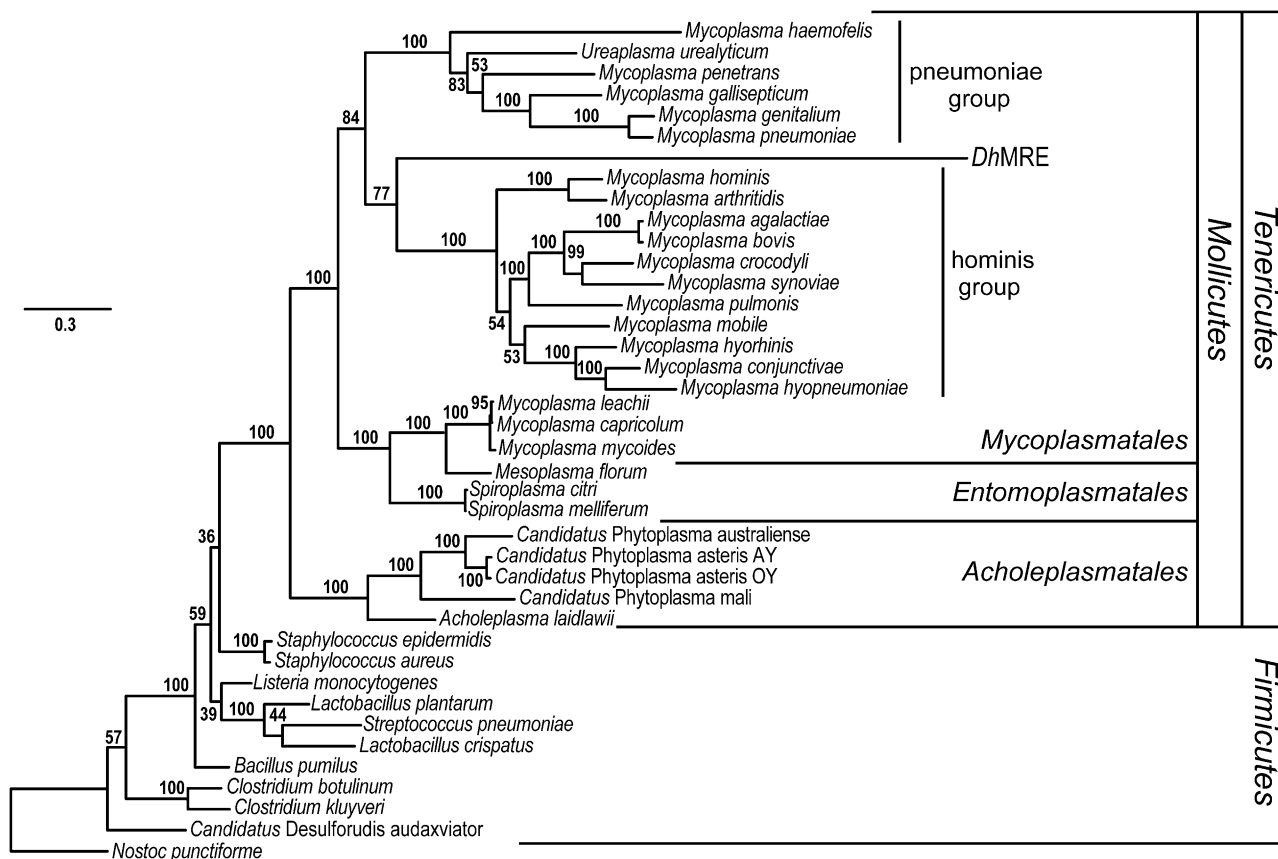 Mycoplasma haemofelis
100
Ureaplasma urealyticum
53
Mycoplasma penetrans
83
pneumoniae
group
Mycoplasma gallisepticum
100
Mycoplasma genitalium
100
84
Mycoplasma pneumoniae
DhMRE
Mycoplasma hominis
100
77
Mycoplasma arthritidis
Mycoplasma agalactiae
100
Mycoplasma bovis
100
100
99
Mycoplasma crocodyli
100
hominis
group
Mycoplasma synoviae
100
Mycoplasma pulmonis
0.3
54
Mycoplasma mobile
Mycoplasma hyorhinis
53
100
Mycoplasma conjunctivae
100
Mycoplasma hyopneumoniae
Mycoplasma leachii
95
100
Mycoplasma capricolum
100
100
100
Mycoplasma mycoides
Mycoplasmatales
Mesoplasma florum
Spiroplasma citri
100
Entomoplasmatales
Spiroplasma melliferum
Candidatus Phytoplasma australiense
36
100
Candidatus Phytoplasma asteris AY
100
Candidatus Phytoplasma asteris OY
100
Acholeplasmatales
100
Candidatus Phytoplasma mali
59
Acholeplasma laidlawii
Mollicutes
Tenericutes
Staphylococcus epidermidis
100
Staphylococcus aureus
Listeria monocytogenes
100
Lactobacillus plantarum
39
100
44
Streptococcus pneumoniae
57
Lactobacillus crispatus
Bacillus pumilus
Clostridium botulinum
100
Clostridium kluyveri
Candidatus Desulforudis audaxviator
Nostoc punctiforme
Firmicutes